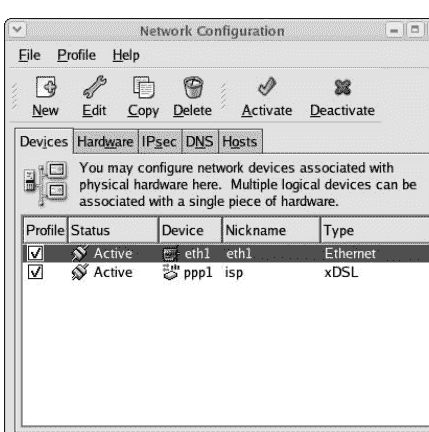 Network Configuration
File Profile Help
New Edit Copy Delete Activate Deactivate
Devices Hardware IPsec DNS Hosts
You may configure network devices associated with
physical hardware here. Multiple logical devices can be
associated with a single piece of hardware.
Profile Status Device Nickname Type
Active eth1 eth1 Ethernet
Active ppp1 isp xDSL